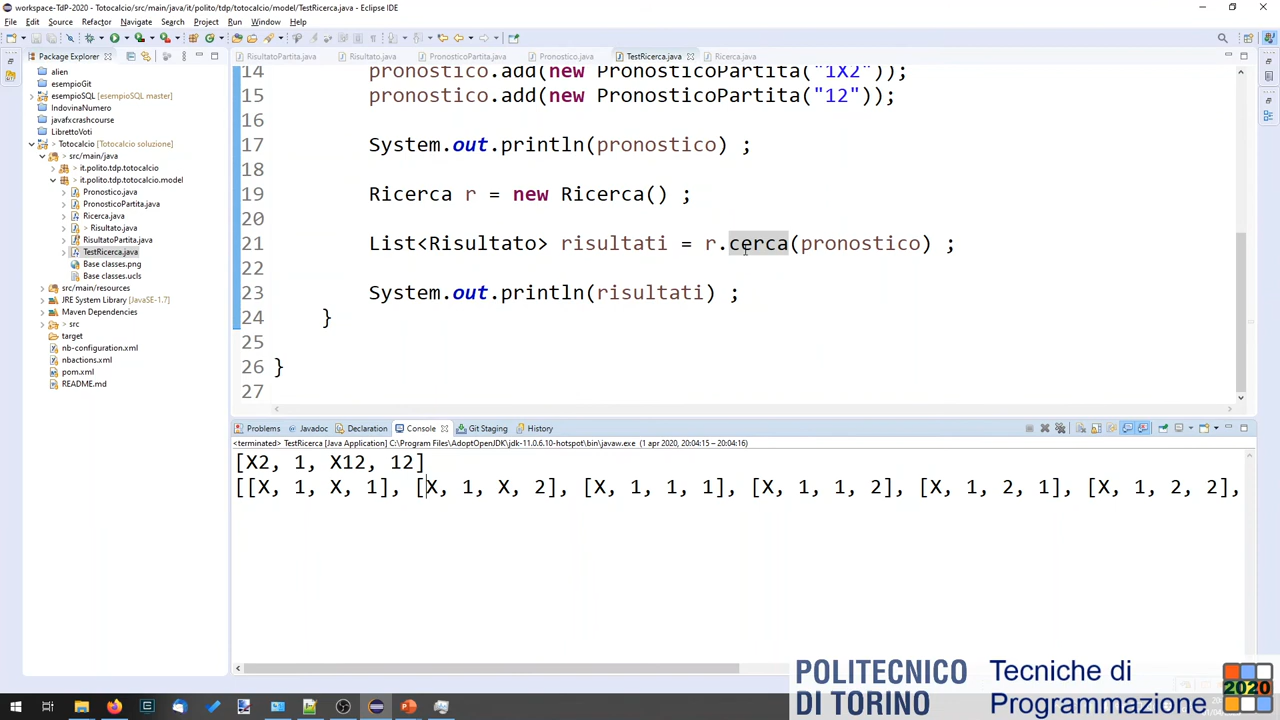 workspace-TdP-2020 - Totocalcio/src/main/java/it/polito/tdp/totocalcio/model/TestRicerca.java - Eclipse IDE
File Edit Source Refactor Navigate Search Project Run Window Help
Package Explorer
alien
esempioGit
esempioSQL [esempioSQL master]
IndovinaNumero
javafxcrashcourse
LibrettoVoti
Totocalcio [Totocalcio soluzione]
src/main/java
it.polito.tdp.totocalcio
it.polito.tdp.totocalcio.model
Pronostico.java
PronosticoPartita.java
Ricerca.java
> Risultato.java
RisultatoPartita.java
TestRicerca.java
Base classes.png
Base classes.ucls
src/main/resources
JRE System Library [JavaSE-1.7]
Maven Dependencies
src
target
nb-configuration.xml
nbactions.xml
pom.xml
README.md
RisultatoPartita.java Risultato.java PronosticoPartita.java Pronostico.java TestRicerca.java Ricerca.java
14 pronostico.add(new PronosticoPartita("1X2"));
15 pronostico.add(new PronosticoPartita("12"));
16
17 System.out.println(pronostico) ;
18
19 Ricerca r = new Ricerca() ;
20
21 List<Risultato> risultati = r.cerca(pronostico) ;
22
23 System.out.println(risultati) ;
24 }
25
26 }
27
Problems Javadoc Declaration Console Git Staging History
<terminated> TestRicerca [Java Application] C:\Program Files\AdoptOpenJDK\jdk-11.0.6.10-hotspot\bin\javaw.exe (1 apr 2020, 20:04:15 – 20:04:16)
[X2, 1, X12, 12]
[[X, 1, X, 1], [X, 1, X, 2], [X, 1, 1, 1], [X, 1, 1, 2], [X, 1, 2, 1], [X, 1, 2, 2],
POLITECNICO
DI TORINO
Tecniche di
Programmazione
2020